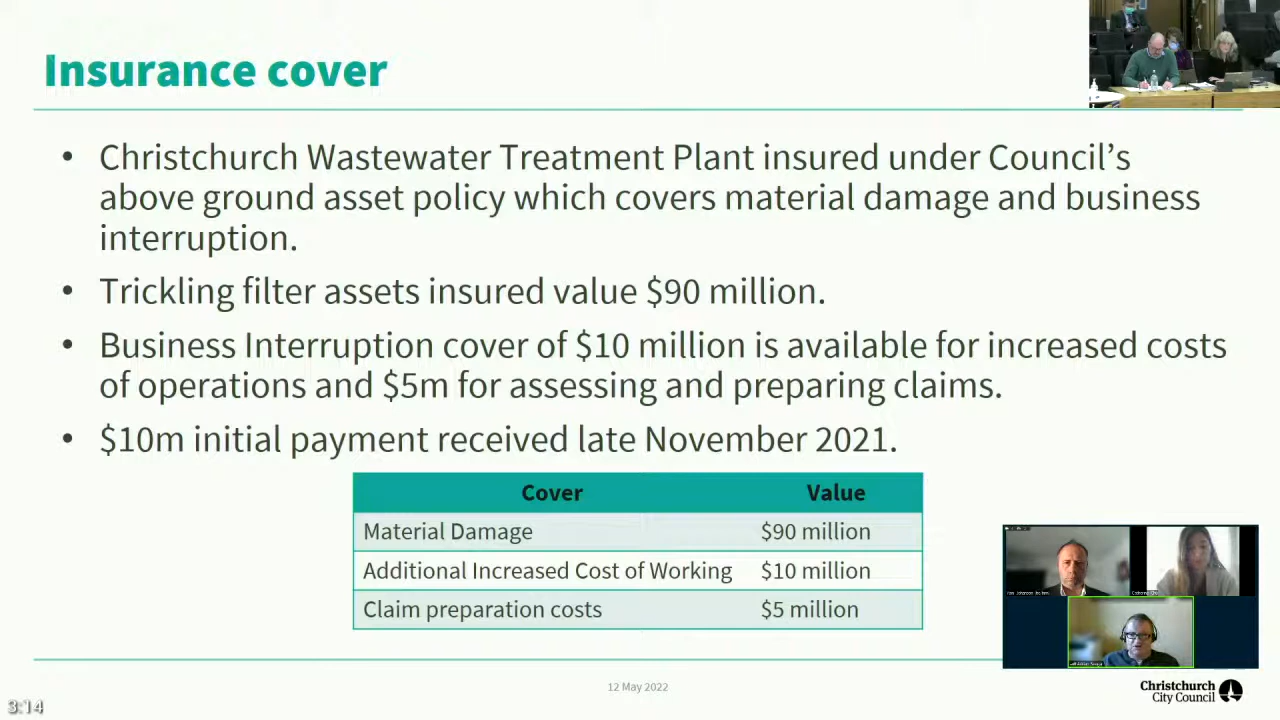 Insurance cover
• Christchurch Wastewater Treatment Plant insured under Council's
above ground asset policy which covers material damage and business
interruption.
• Trickling filter assets insured value $90 million.
• Business Interruption cover of $10 million is available for increased costs
of operations and $5m for assessing and preparing claims.
• $10m initial payment received late November 2021.
Cover Value
Material Damage $90 million
Additional Increased Cost of Working $10 million
Claim preparation costs $5 million
12 May 2022
Christchurch
City Council
3:14